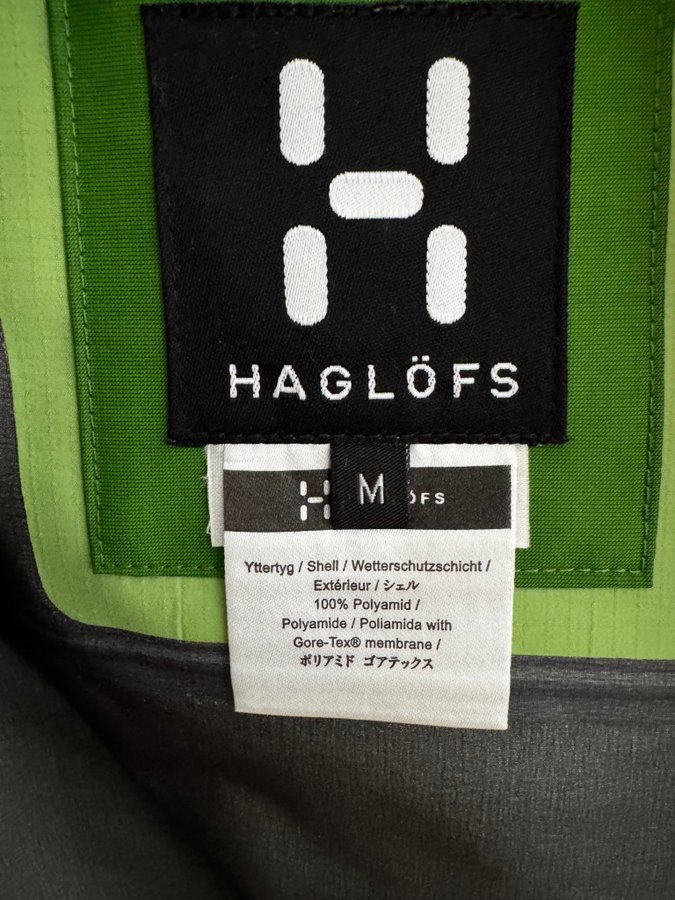 HAGLÖFS
M
ÖFS
Yttertyg / Shell / Wetterschutzschicht /
Extérieur / シェル
100% Polyamid /
Polyamide / Poliamida with
Gore-Tex® membrane /
ポリアミド ゴアテックス